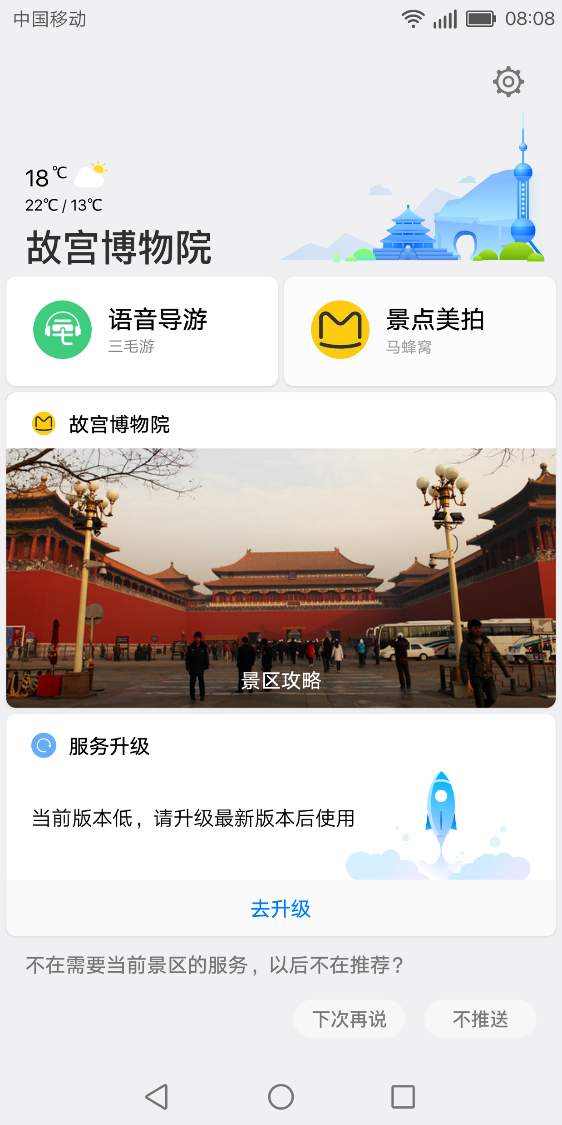 中国移动 08:08
18℃
22℃ / 13℃
故宫博物院
语音导游
三毛游
景点美拍
马蜂窝
故宫博物院
景区攻略
服务升级
当前版本低，请升级最新版本后使用
去升级
不在需要当前景区的服务，以后不在推荐？
下次再说 不推送